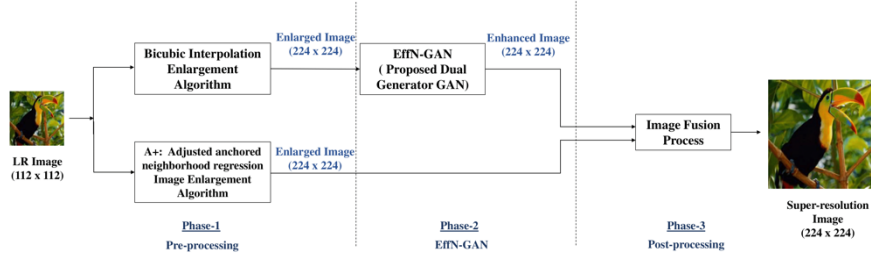 Bicubic Interpolation
Enlargement
Algorithm
Enlarged Image
(224 x 224)
EffN-GAN
( Proposed Dual
Generator GAN)
Enhanced Image
(224 x 224)
LR Image
(112 x 112)
A+: Adjusted anchored
neighborhood regression
Image Enlargement
Algorithm
Enlarged Image
(224 x 224)
Image Fusion
Process
Super-resolution
Image
(224 x 224)
Phase-1
Pre-processing
Phase-2
EffN-GAN
Phase-3
Post-processing